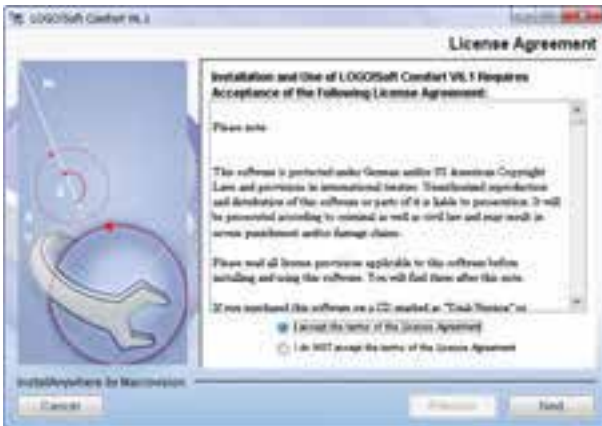 LOGO!Soft Comfort V6.1
License Agreement
Installation and Use of LOGO!Soft Comfort V6.1 Requires
Acceptance of the Following License Agreement:
Please note:
This software is protected under German and/or US American Copyright
Laws and provisions in international treaties. Unauthorized reproduction
and distribution of this software or parts of it is liable to prosecution. It will
be prosecuted according to criminal as well as civil law and may result in
severe punishment and/or damage claims.
Please read all license provisions applicable to this software before
installing and using this software. You will find them after this note.
If you purchased this software on a CD marked as "Trial-Version" or
I accept the terms of the License Agreement
I do NOT accept the terms of the License Agreement
InstallAnywhere by Macrovision
Cancel
Previous
Next